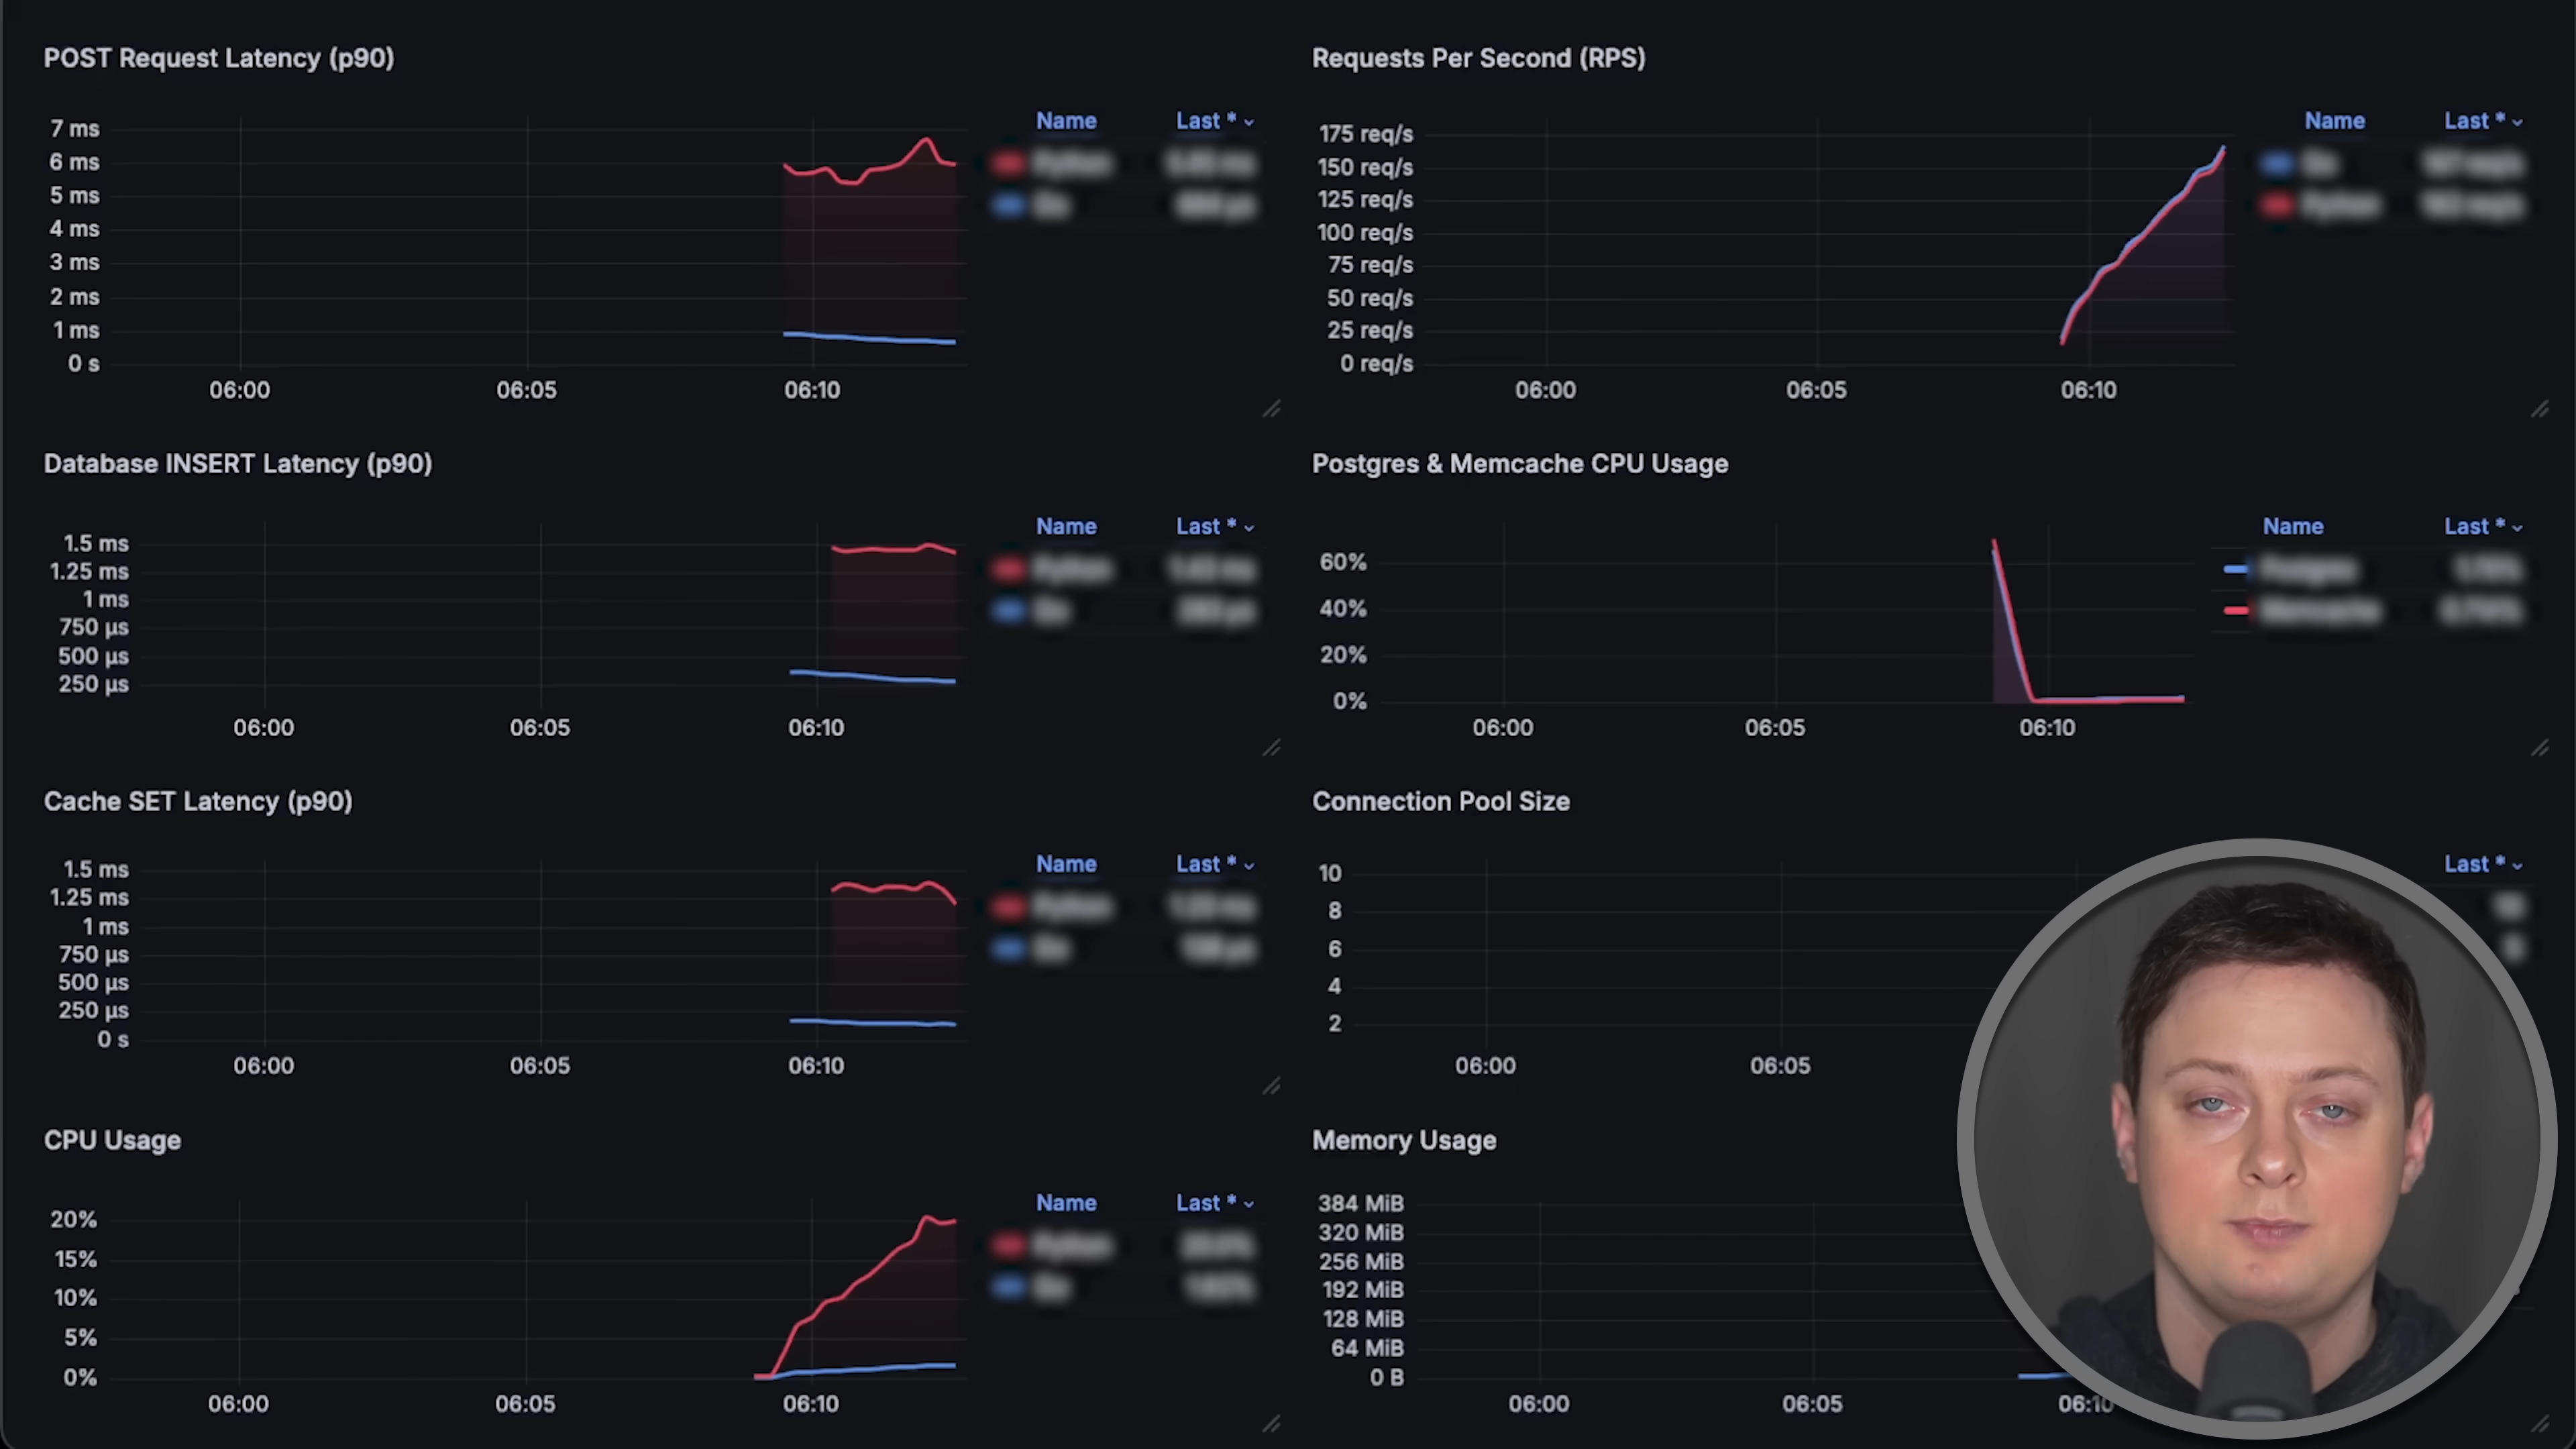 POST Request Latency (p90)
Name Last *
7 ms
6 ms
5 ms
4 ms
3 ms
2 ms
1 ms
0 s
06:00 06:05 06:10
Requests Per Second (RPS)
Name Last *
175 req/s
150 req/s
125 req/s
100 req/s
75 req/s
50 req/s
25 req/s
0 req/s
06:00 06:05 06:10
Database INSERT Latency (p90)
Name Last *
1.5 ms
1.25 ms
1 ms
750 µs
500 µs
250 µs
06:00 06:05 06:10
Postgres & Memcache CPU Usage
Name Last *
60%
40%
20%
0%
06:00 06:05 06:10
Cache SET Latency (p90)
Name Last *
1.5 ms
1.25 ms
1 ms
750 µs
500 µs
250 µs
0 s
06:00 06:05 06:10
Connection Pool Size
Last *
10
8
6
4
2
06:00 06:05
CPU Usage
Name Last *
20%
15%
10%
5%
0%
06:00 06:05 06:10
Memory Usage
384 MiB
320 MiB
256 MiB
192 MiB
128 MiB
64 MiB
0 B
06:00 06:05 06:10